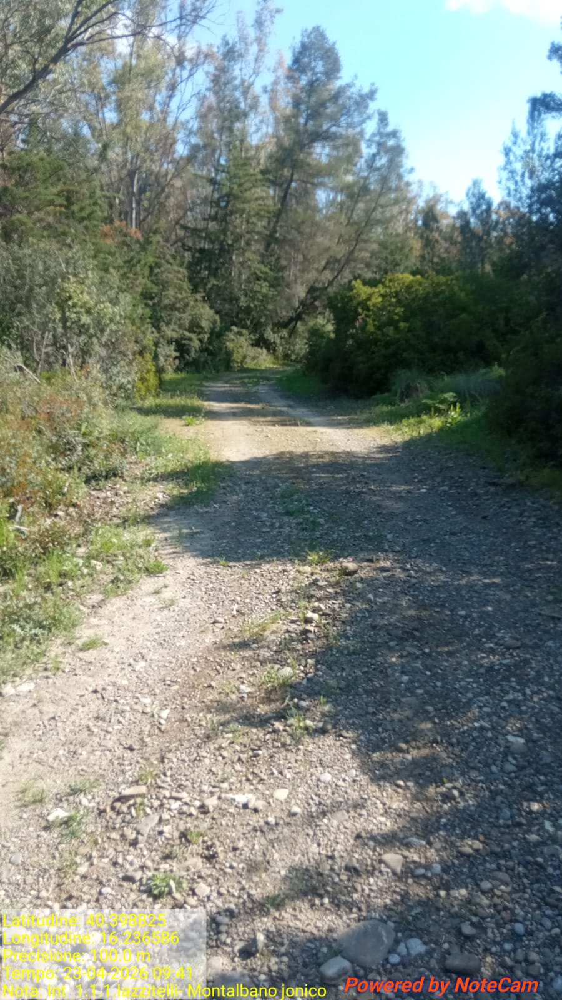 Latitudine: 40.398825
Longitudine: 16.236586
Precisione: 100.0 m
Tempo: 23-04-2026 09:41
Nota: Int. 1.1.1.Iazzitelli- Montalbano jonico
Powered by NoteCam